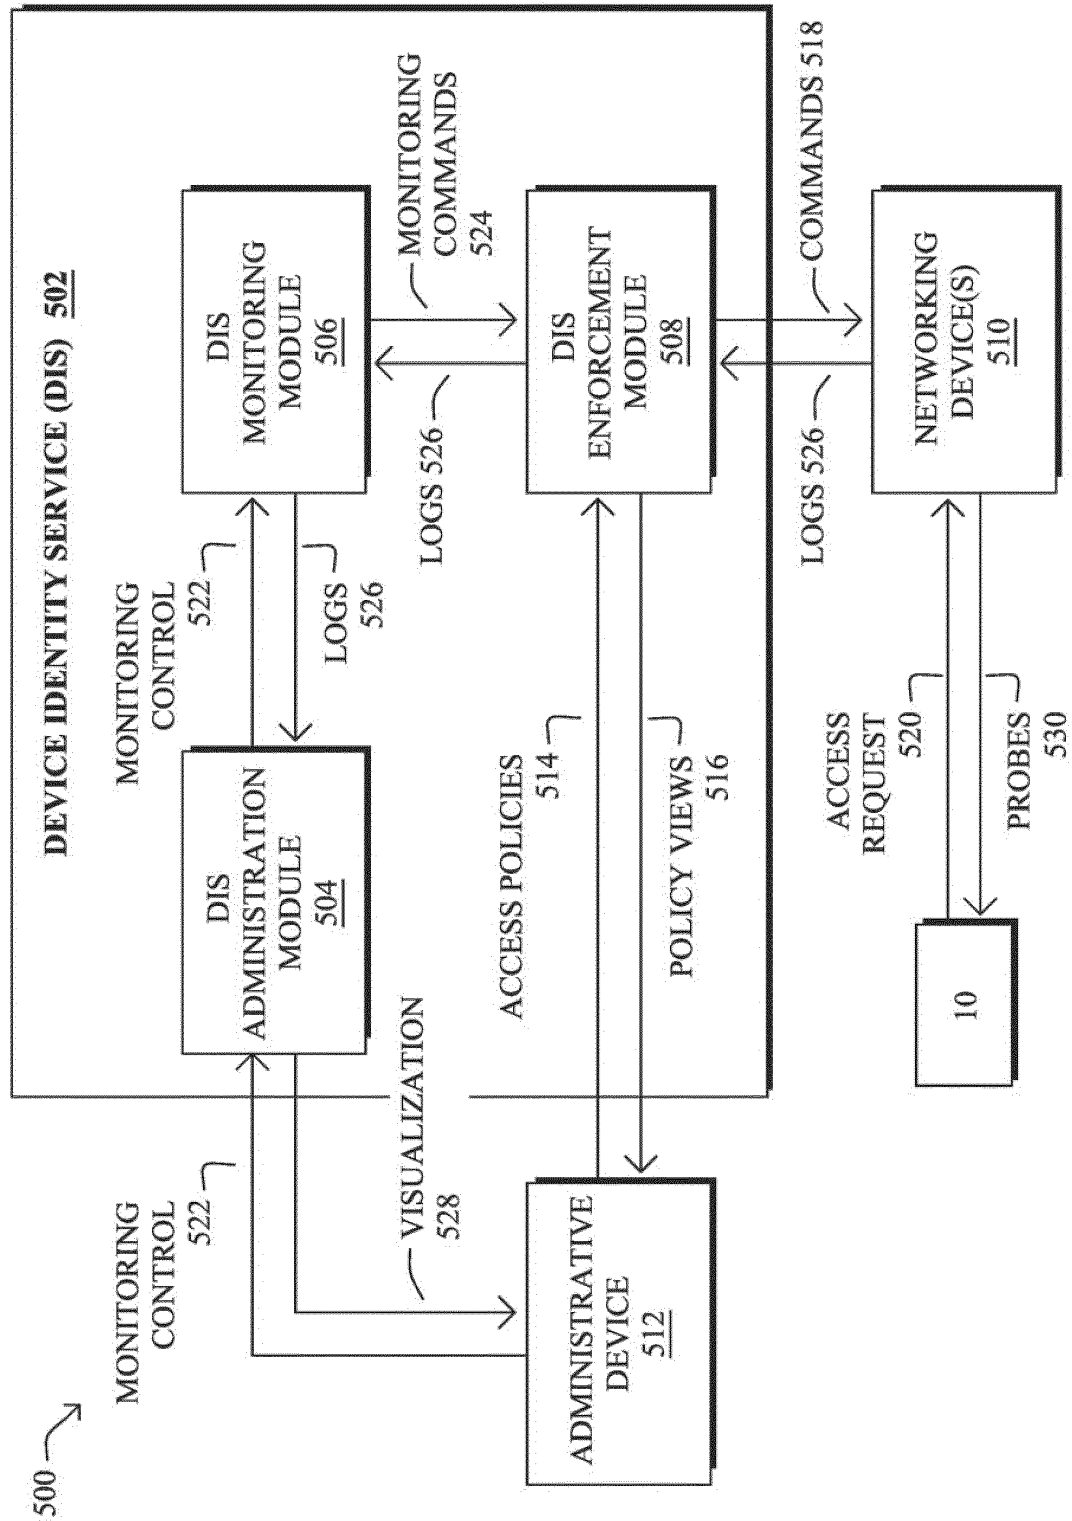 500
DEVICE IDENTITY SERVICE (DIS) 502
MONITORING
CONTROL
522
MONITORING
CONTROL
522
DIS
ADMINISTRATION
MODULE
504
DIS
MONITORING
MODULE
506
LOGS
526
VISUALIZATION
528
LOGS 526
MONITORING
COMMANDS
524
ADMINISTRATIVE
DEVICE
512
ACCESS POLICIES
514
POLICY VIEWS
516
DIS
ENFORCEMENT
MODULE
508
LOGS 526
COMMANDS 518
10
ACCESS
REQUEST
520
PROBES
530
NETWORKING
DEVICE(S)
510